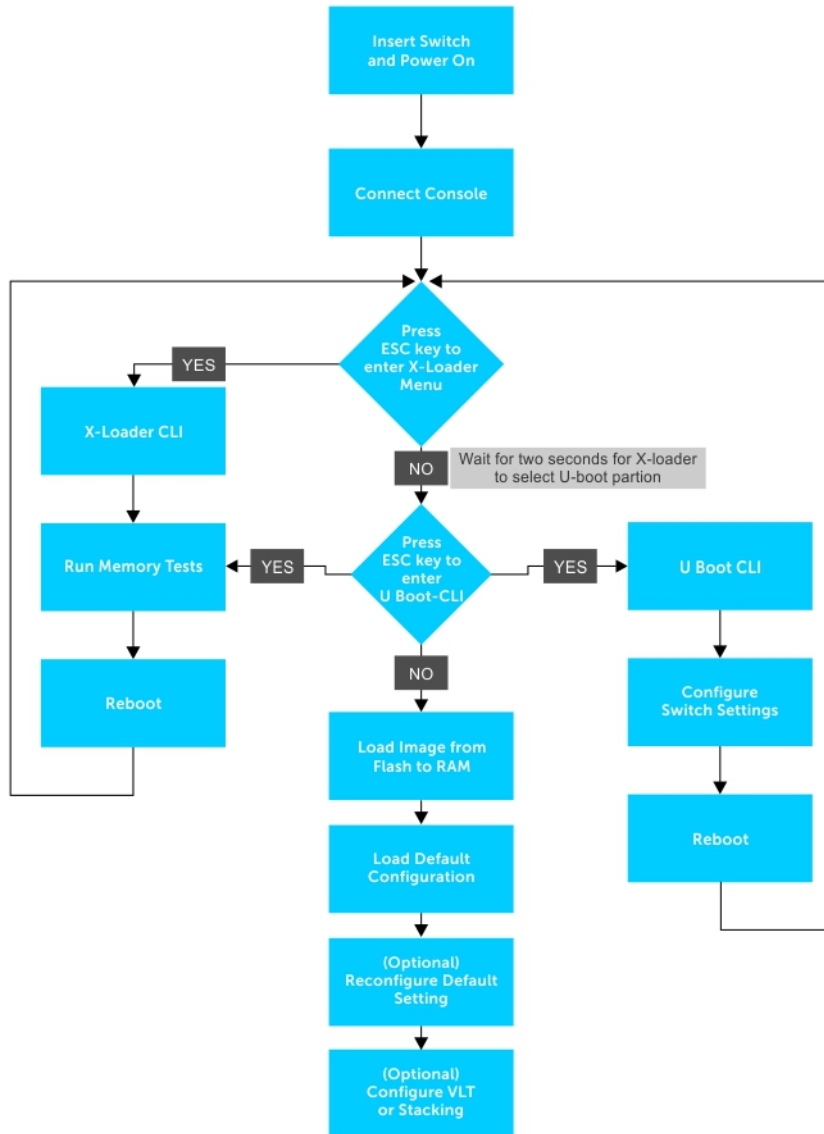 Insert Switch
and Power On
Connect Console
Press
ESC key to
enter X-Loader
Menu
YES
X-Loader CLI
NO
Wait for two seconds for X-loader
to select U-boot partion
Press
ESC key to
enter
U Boot-CLI
YES
Run Memory Tests
YES
U Boot CLI
NO
Reboot
Configure
Switch Settings
Load Image from
Flash to RAM
Reboot
Load Default
Configuration
(Optional)
Reconfigure Default
Setting
(Optional)
Configure VLT
or Stacking